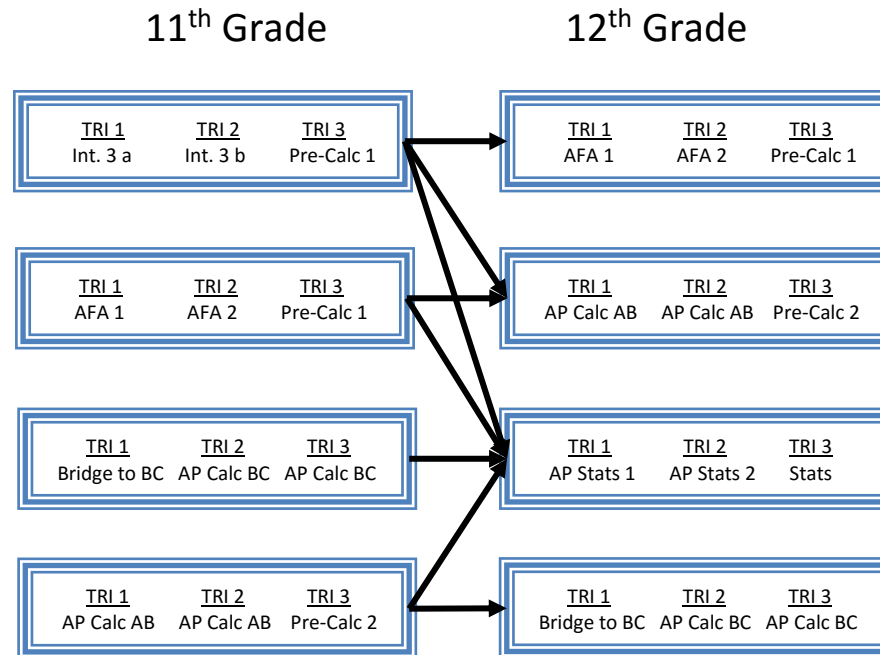 11th Grade
12th Grade
TRI 1 TRI 2 TRI 3
Int. 3 a Int. 3 b Pre-Calc 1
TRI 1 TRI 2 TRI 3
AFA 1 AFA 2 Pre-Calc 1
TRI 1 TRI 2 TRI 3
AFA 1 AFA 2 Pre-Calc 1
TRI 1 TRI 2 TRI 3
AP Calc AB AP Calc AB Pre-Calc 2
TRI 1 TRI 2 TRI 3
Bridge to BC AP Calc BC AP Calc BC
TRI 1 TRI 2 TRI 3
AP Stats 1 AP Stats 2 Stats
TRI 1 TRI 2 TRI 3
AP Calc AB AP Calc AB Pre-Calc 2
TRI 1 TRI 2 TRI 3
Bridge to BC AP Calc BC AP Calc BC